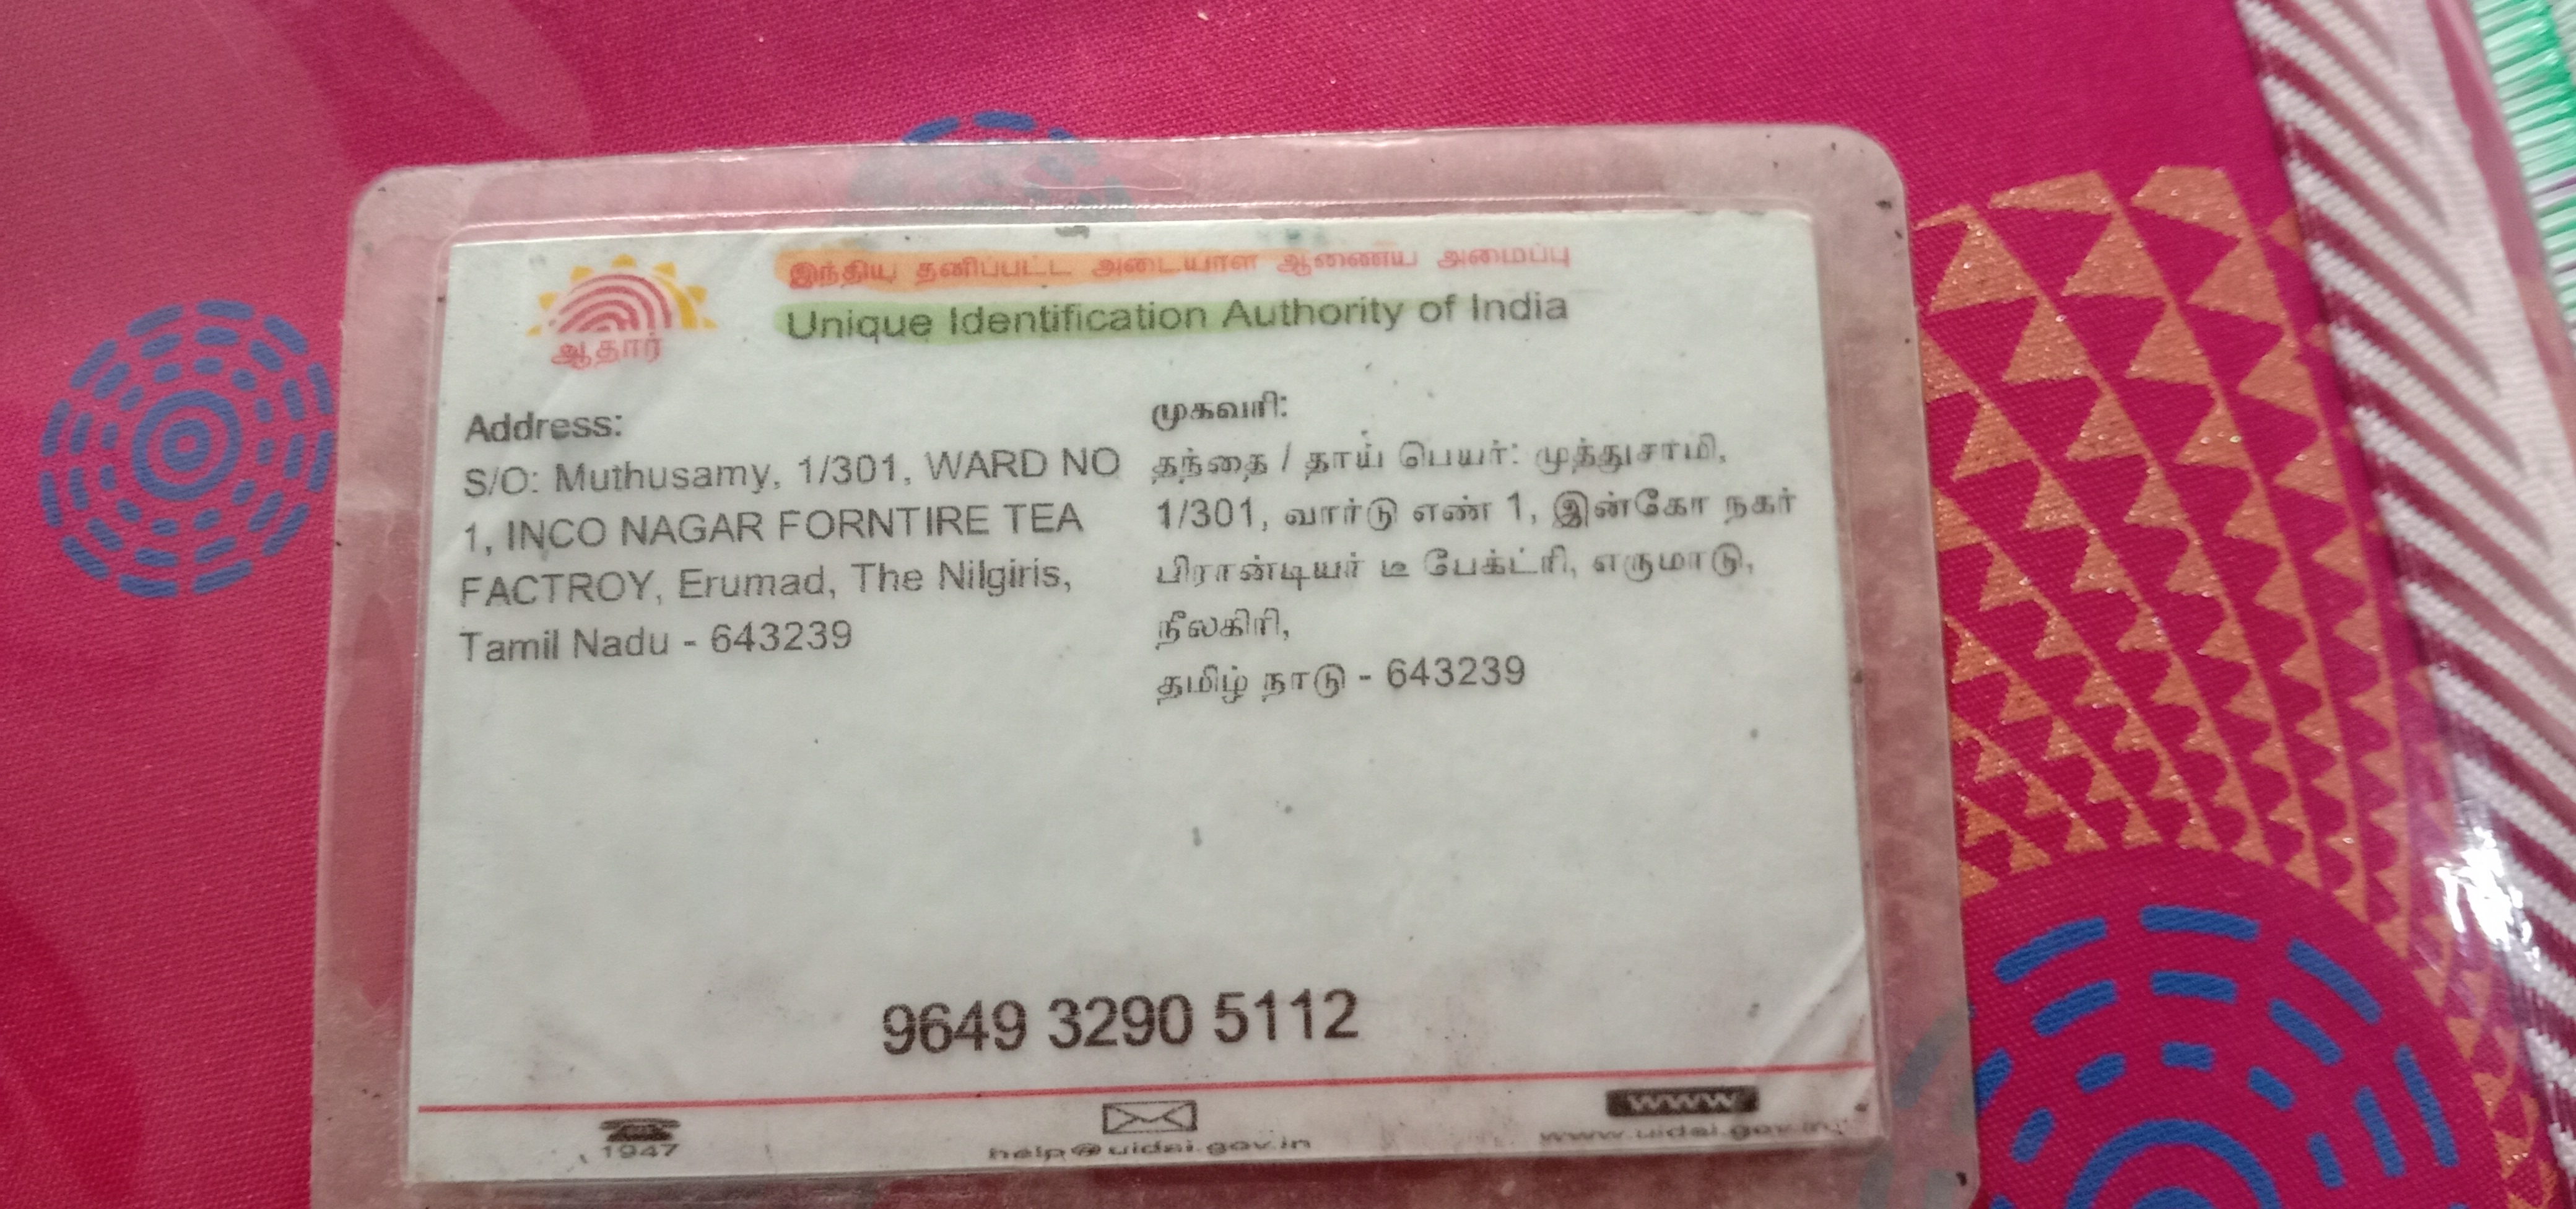 இந்திய தனிப்பட்ட அடையாள ஆணைய அமைப்பு
Unique Identification Authority of India
ஆதார்
Address:
S/O: Muthusamy, 1/301, WARD NO
1, INCO NAGAR FORNTIRE TEA
FACTROY, Erumad, The Nilgiris,
Tamil Nadu - 643239
முகவரி:
தந்தை / தாய் பெயர்: முத்துசாமி,
1/301, வார்டு எண் 1, இன்கோ நகர்
பிராண்டியர் டீ பேக்ட்ரி, எருமாடு,
நீலகிரி,
தமிழ் நாடு - 643239
9649 3290 5112
1947
help@uidai.gov.in
www
www.uidai.gov.in